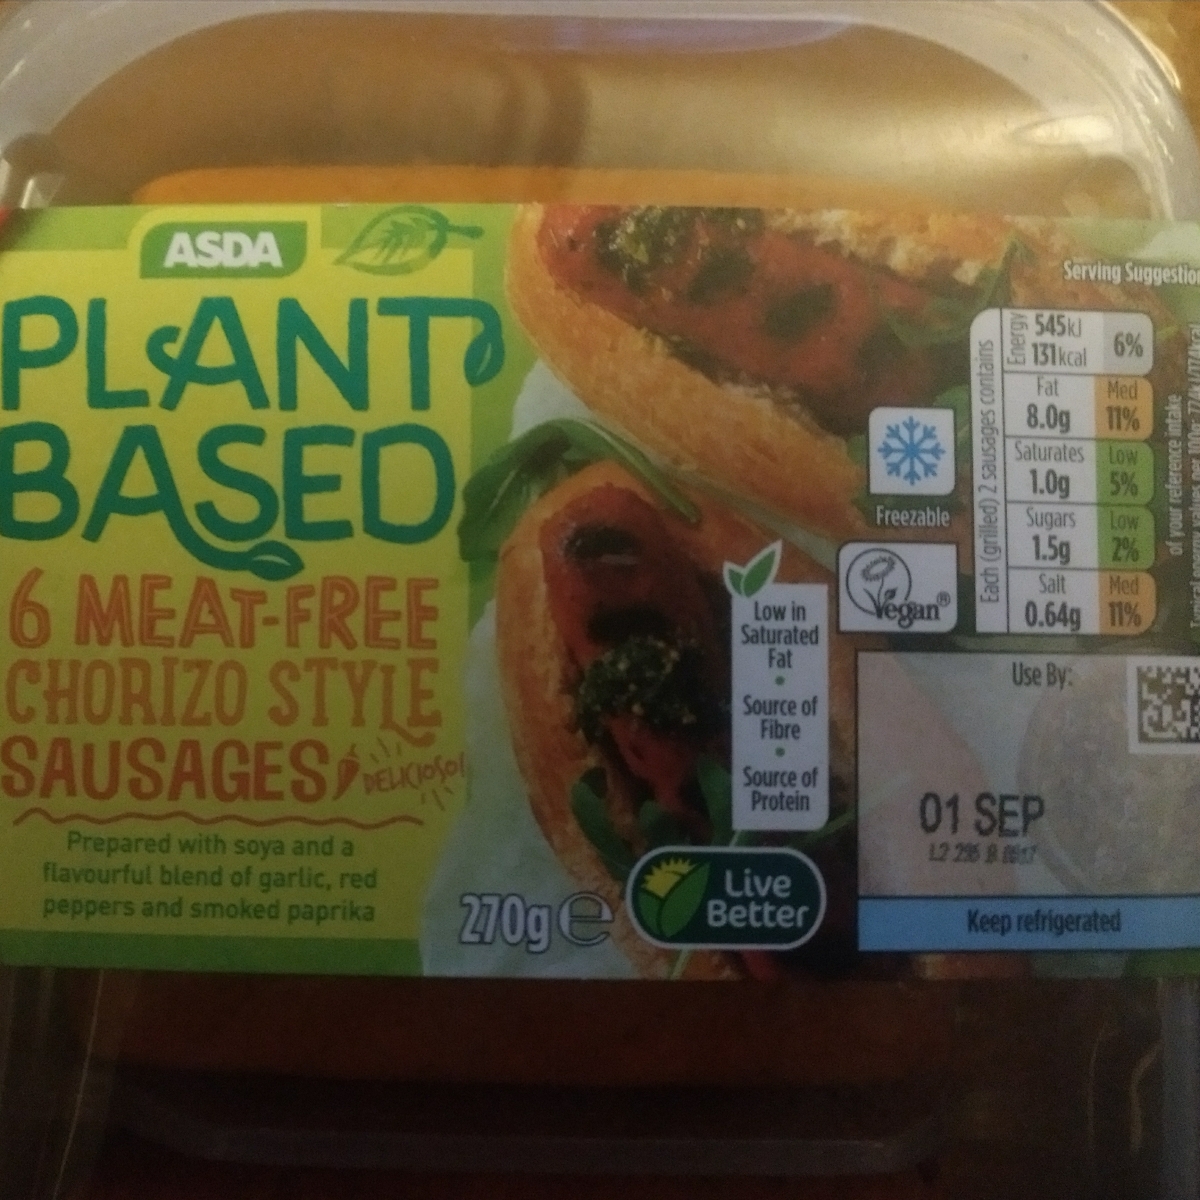 ASDA
PLANT
BASED
6 MEAT-FREE
CHORIZO STYLE
SAUSAGES
DELICIOSO!
Prepared with soya and a
flavourful blend of garlic, red
peppers and smoked paprika
270g e
Live
Better
Low in
Saturated
Fat
•
Source of
Fibre
•
Source of
Protein
Freezable
Vegan®
Serving Suggestion
Each (grilled) 2 sausages contains
Energy 545kJ 131kcal 6%
Fat 8.0g Med 11%
Saturates 1.0g Low 5%
Sugars 1.5g Low 2%
Salt 0.64g Med 11%
of your reference intake
Use By:
01 SEP
Keep refrigerated